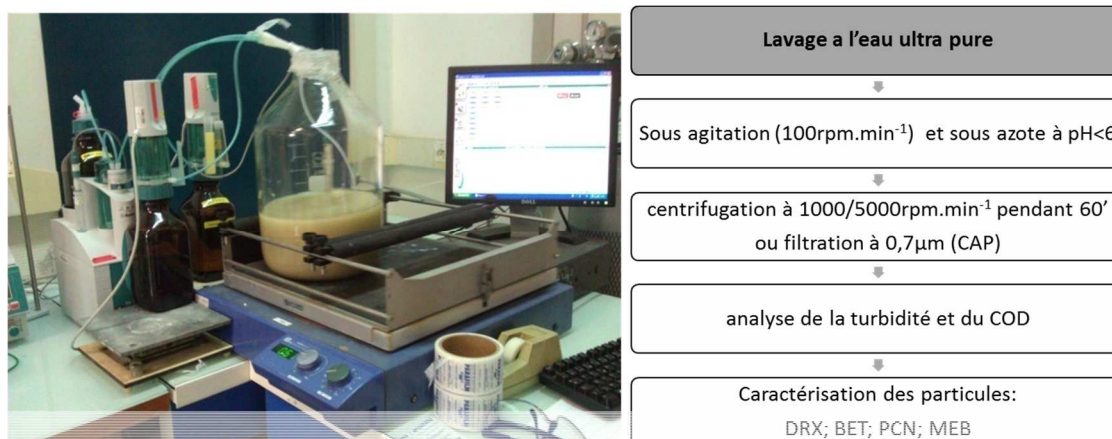 Lavage a l'eau ultra pure
Sous agitation (100rpm.min-1) et sous azote à pH<6
centrifugation à 1000/5000rpm.min-1 pendant 60'
ou filtration à 0,7µm (CAP)
analyse de la turbidité et du COD
Caractérisation des particules:
DRX; BET; PCN; MEB